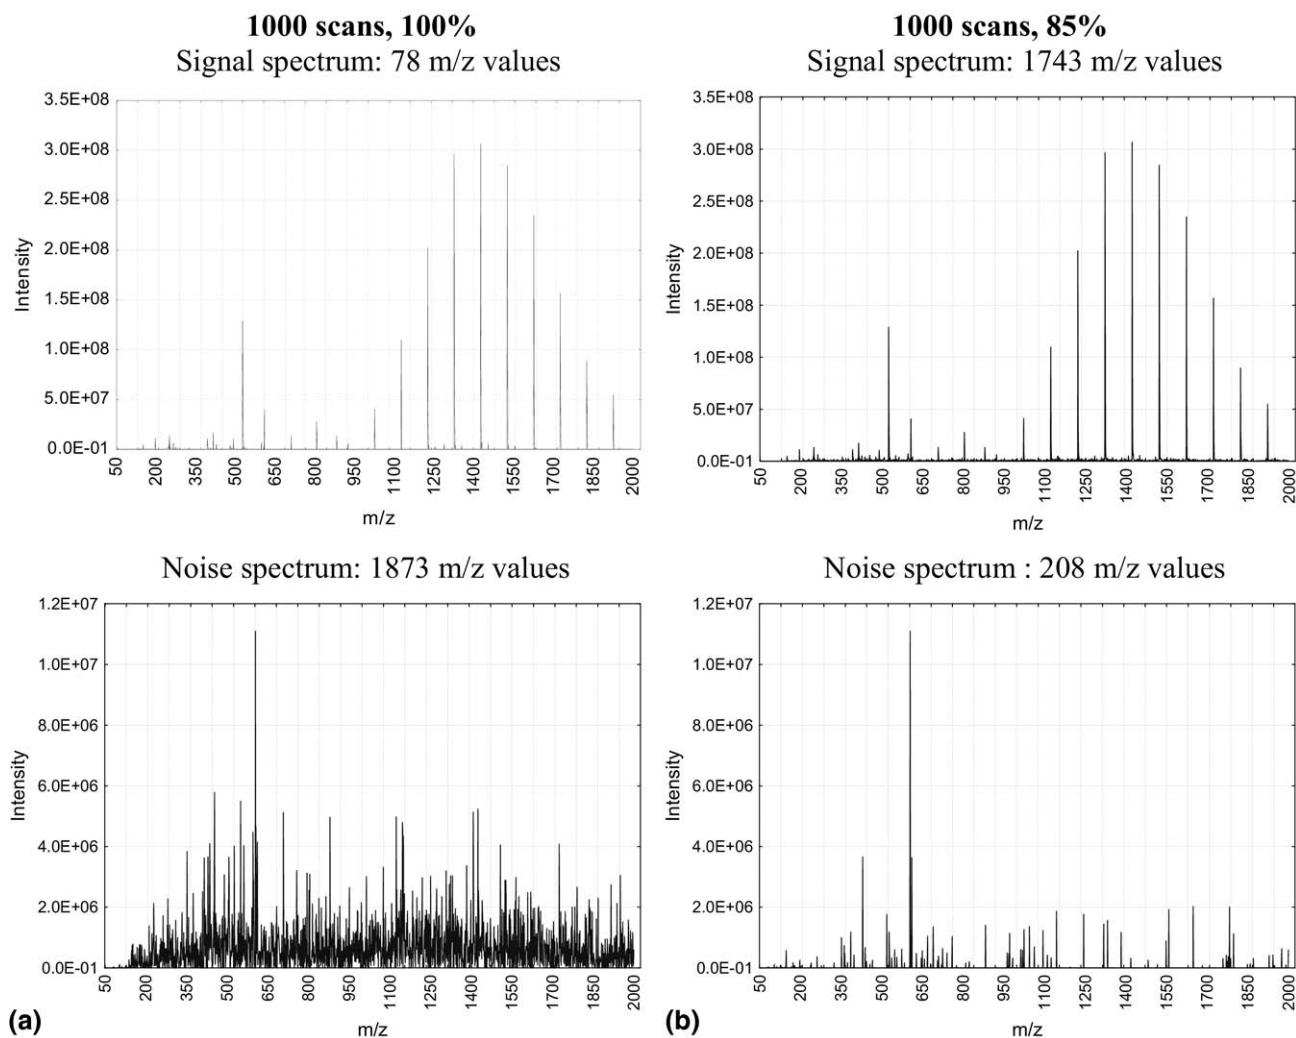 1000 scans, 100%
Signal spectrum: 78 m/z values
3.5E+08
3.0E+08
2.5E+08
2.0E+08
1.5E+08
1.0E+08
5.0E+07
0.0E-01
Intensity
50 200 350 500 650 800 950 1100 1250 1400 1550 1700 1850 2000
m/z
1000 scans, 85%
Signal spectrum: 1743 m/z values
3.5E+08
3.0E+08
2.5E+08
2.0E+08
1.5E+08
1.0E+08
5.0E+07
0.0E-01
Intensity
50 200 350 500 650 800 950 1100 1250 1400 1550 1700 1850 2000
m/z
Noise spectrum: 1873 m/z values
1.2E+07
1.0E+07
8.0E+06
6.0E+06
4.0E+06
2.0E+06
0.0E-01
Intensity
50 200 350 500 650 800 950 1100 1250 1400 1550 1700 1850 2000
m/z
(a)
Noise spectrum : 208 m/z values
1.2E+07
1.0E+07
8.0E+06
6.0E+06
4.0E+06
2.0E+06
0.0E-01
Intensity
50 200 350 500 650 800 950 1100 1250 1400 1550 1700 1850 2000
m/z
(b)